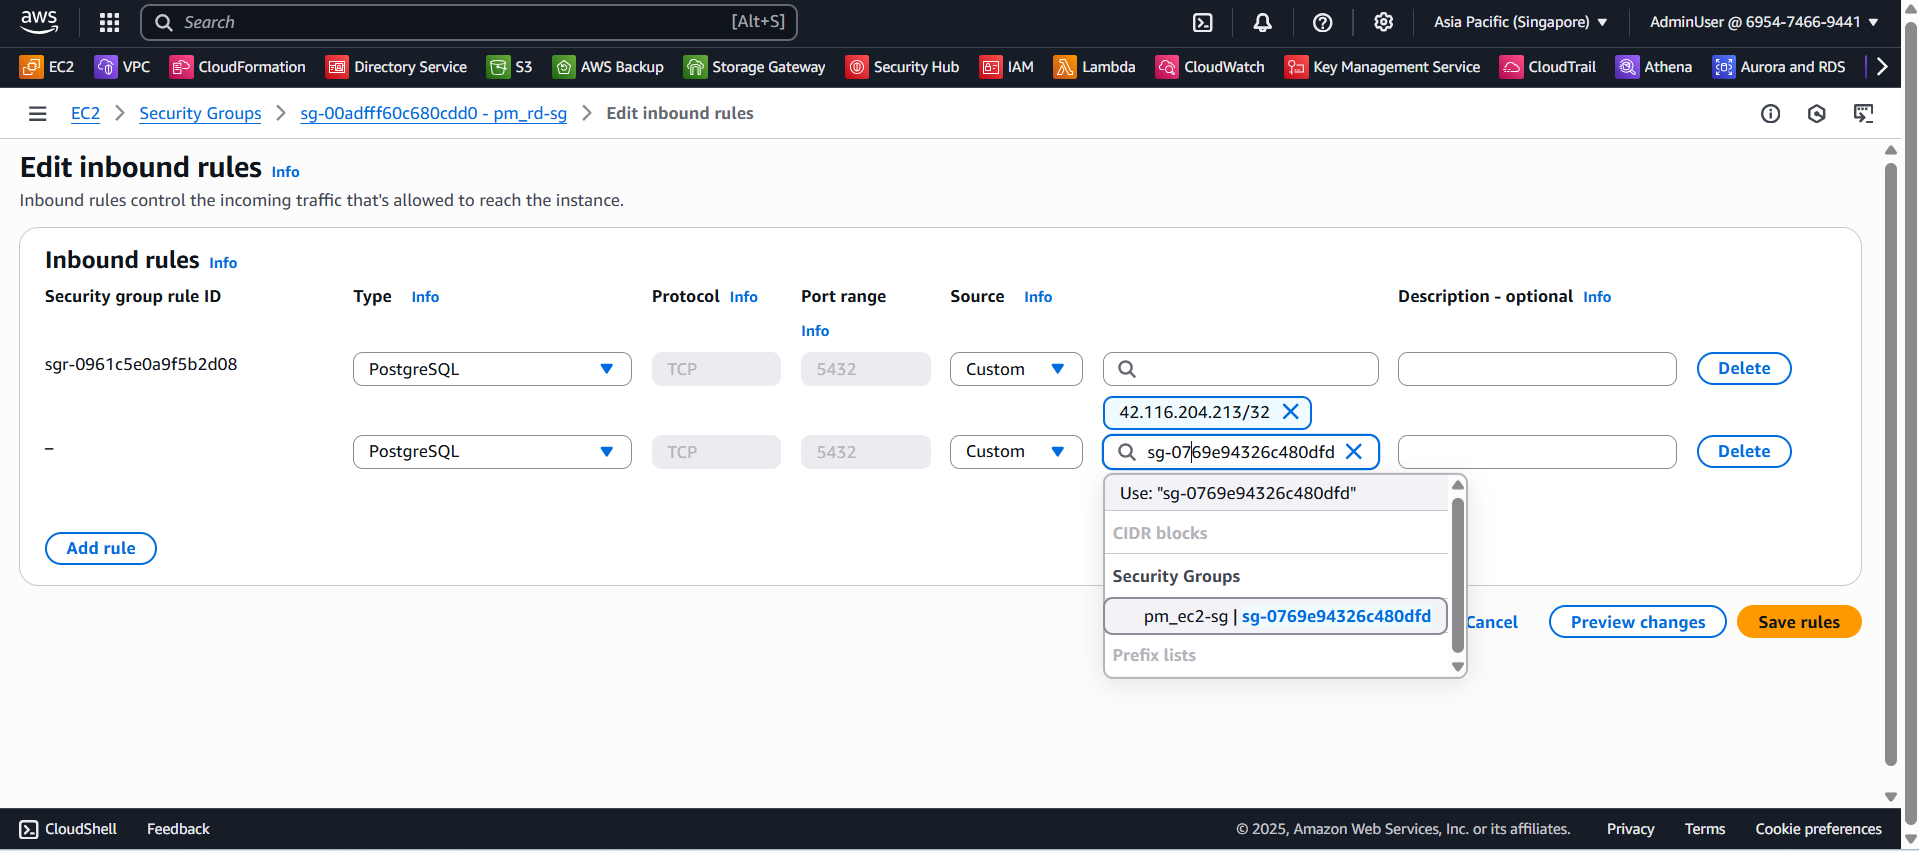 aws
Search [Alt+S]
Asia Pacific (Singapore) AdminUser @ 6954-7466-9441
EC2 VPC CloudFormation Directory Service S3 AWS Backup Storage Gateway Security Hub IAM Lambda CloudWatch Key Management Service CloudTrail Athena Aurora and RDS
EC2 Security Groups sg-00adfff60c680cdd0 - pm_rd-sg Edit inbound rules
Edit inbound rules Info
Inbound rules control the incoming traffic that's allowed to reach the instance.
Inbound rules Info
Security group rule ID Type Info Protocol Info Port range Source Info Description - optional Info
Info
sgr-0961c5e0a9f5b2d08 PostgreSQL TCP 5432 Custom Delete
42.116.204.213/32
– PostgreSQL TCP 5432 Custom sg-0769e94326c480dfd Delete
Use: "sg-0769e94326c480dfd"
CIDR blocks
Add rule
Security Groups
pm_ec2-sg | sg-0769e94326c480dfd
Cancel Preview changes Save rules
Prefix lists
CloudShell Feedback © 2025, Amazon Web Services, Inc. or its affiliates. Privacy Terms Cookie preferences